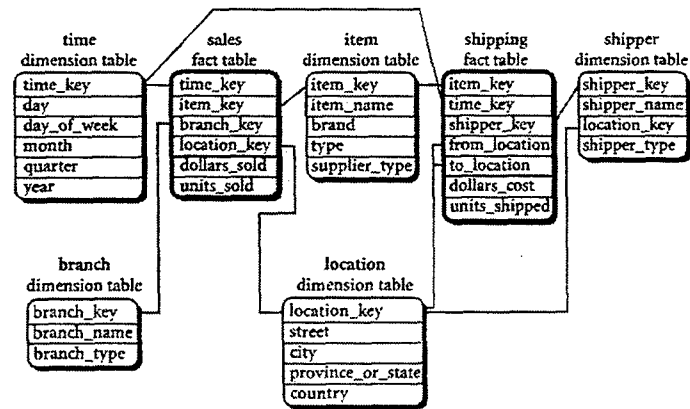 time
dimension table
time_key
day
day_of_week
month
quarter
year
sales
fact table
time_key
item_key
branch_key
location_key
dollars_sold
units_sold
item
dimension table
item_key
item_name
brand
type
supplier_type
shipping
fact table
item_key
time_key
shipper_key
from_location
to_location
dollars_cost
units_shipped
shipper
dimension table
shipper_key
shipper_name
location_key
shipper_type
branch
dimension table
branch_key
branch_name
branch_type
location
dimension table
location_key
street
city
province_or_state
country